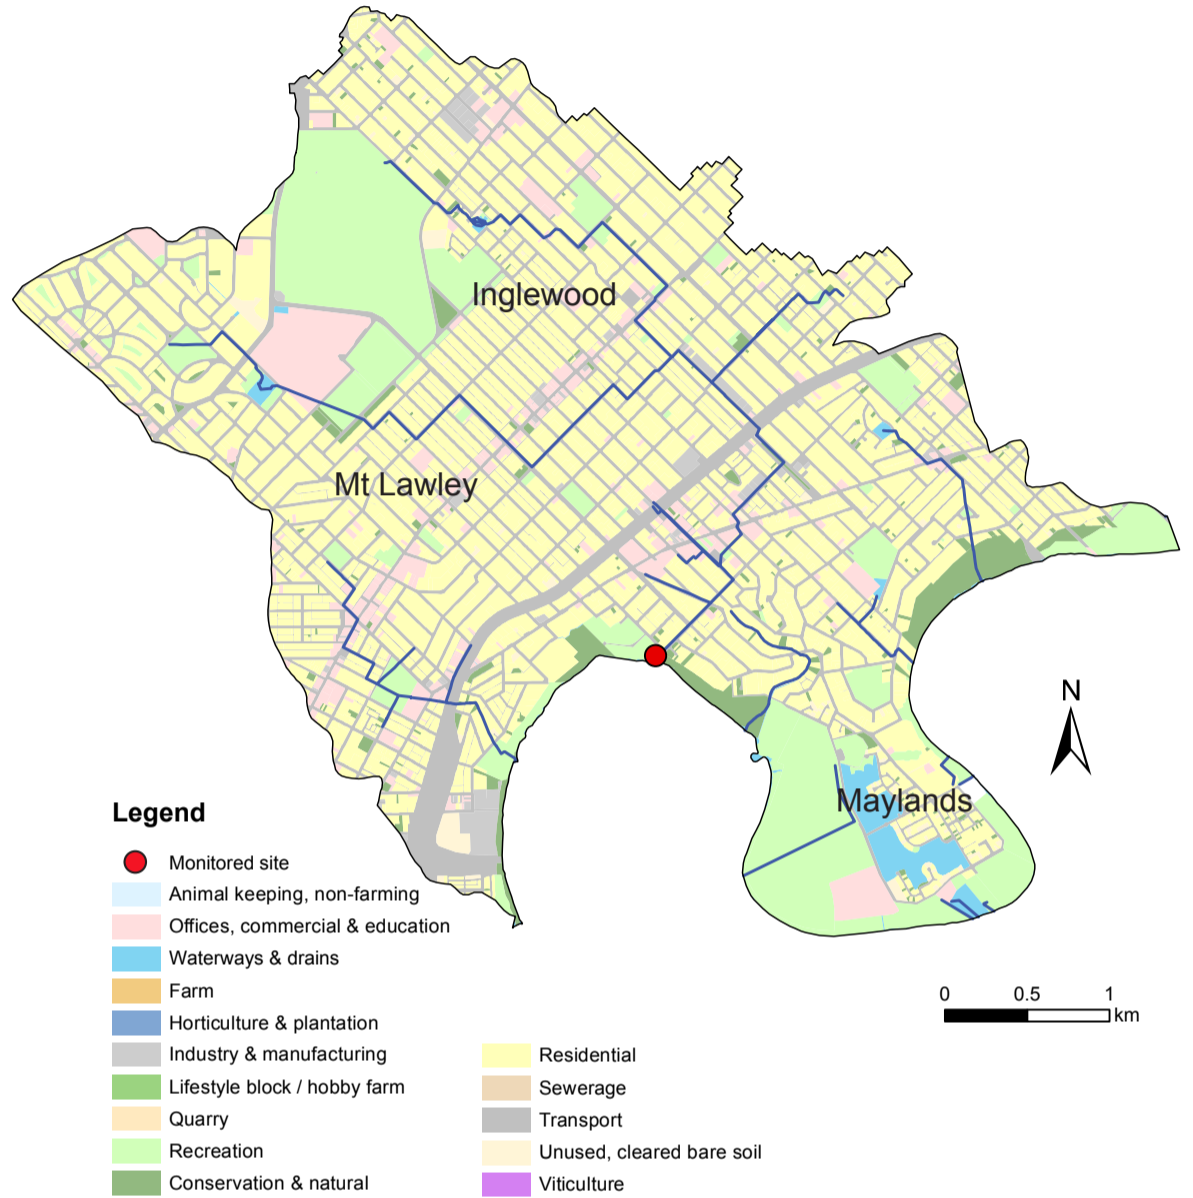 Inglewood
Mt Lawley
N
Maylands
Legend
Monitored site
Animal keeping, non-farming
Offices, commercial & education
Waterways & drains
Farm
Horticulture & plantation
Industry & manufacturing
Lifestyle block / hobby farm
Quarry
Recreation
Conservation & natural
Residential
Sewerage
Transport
Unused, cleared bare soil
Viticulture
0 0.5 1
km